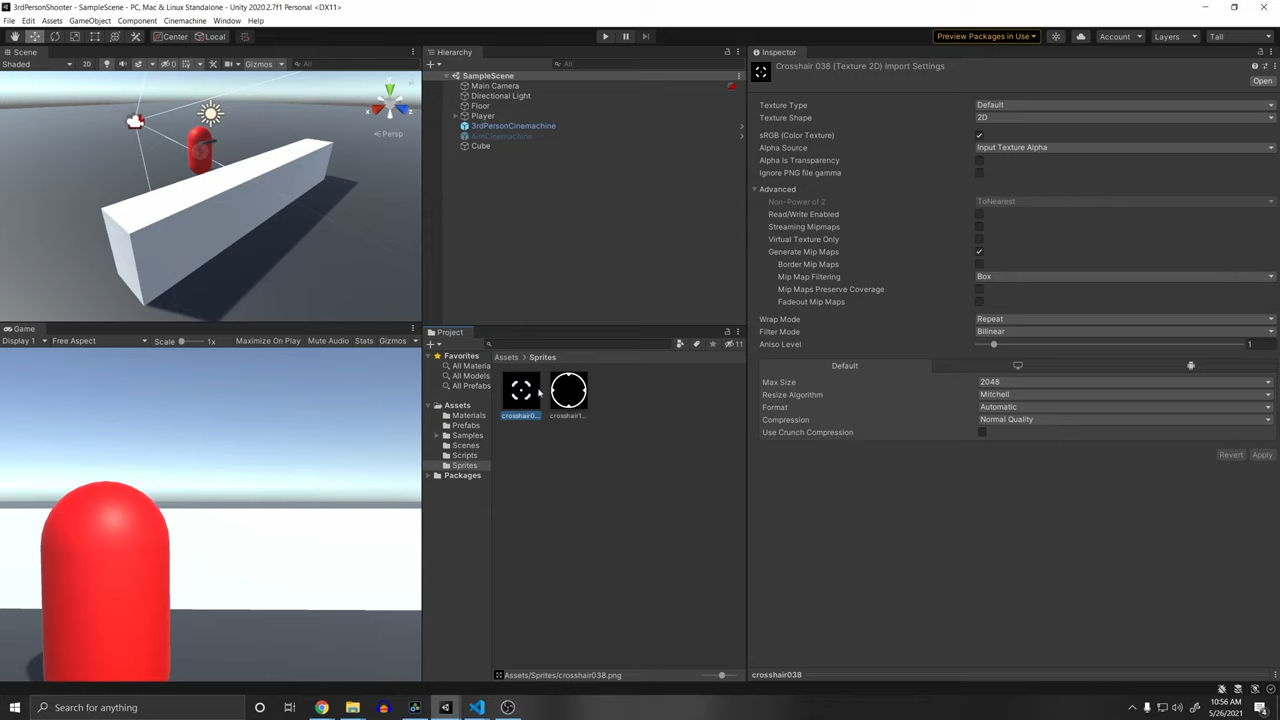 3rdPersonShooter - SampleScene - PC, Mac & Linux Standalone - Unity 2020.2.7f1 Personal <DX11>
File Edit Assets GameObject Component Cinemachine Window Help
Center Local
Preview Packages in Use
Account
Layers
Tall
Scene
Shaded
2D
0
Gizmos
All
z
Persp
Hierarchy
All
SampleScene
Main Camera
Directional Light
Floor
Player
3rdPersonCinemachine
AimCinemachine
Cube
Game
Display 1
Free Aspect
Scale
1x
Maximize On Play
Mute Audio
Stats
Gizmos
Project
11
Favorites
All Materia
All Models
All Prefabs
Assets
Materials
Prefabs
Samples
Scenes
Scripts
Sprites
Packages
Assets > Sprites
crosshair0...
crosshair1...
Assets/Sprites/crosshair038.png
Inspector
Crosshair 038 (Texture 2D) Import Settings
Open
Texture Type Default
Texture Shape 2D
sRGB (Color Texture)
Alpha Source Input Texture Alpha
Alpha Is Transparency
Ignore PNG file gamma
Advanced
Non-Power of 2 ToNearest
Read/Write Enabled
Streaming Mipmaps
Virtual Texture Only
Generate Mip Maps
Border Mip Maps
Mip Map Filtering Box
Mip Maps Preserve Coverage
Fadeout Mip Maps
Wrap Mode Repeat
Filter Mode Bilinear
Aniso Level 1
Default
Max Size 2048
Resize Algorithm Mitchell
Format Automatic
Compression Normal Quality
Use Crunch Compression
Revert Apply
crosshair038
Search for anything
10:56 AM
5/26/2021
4